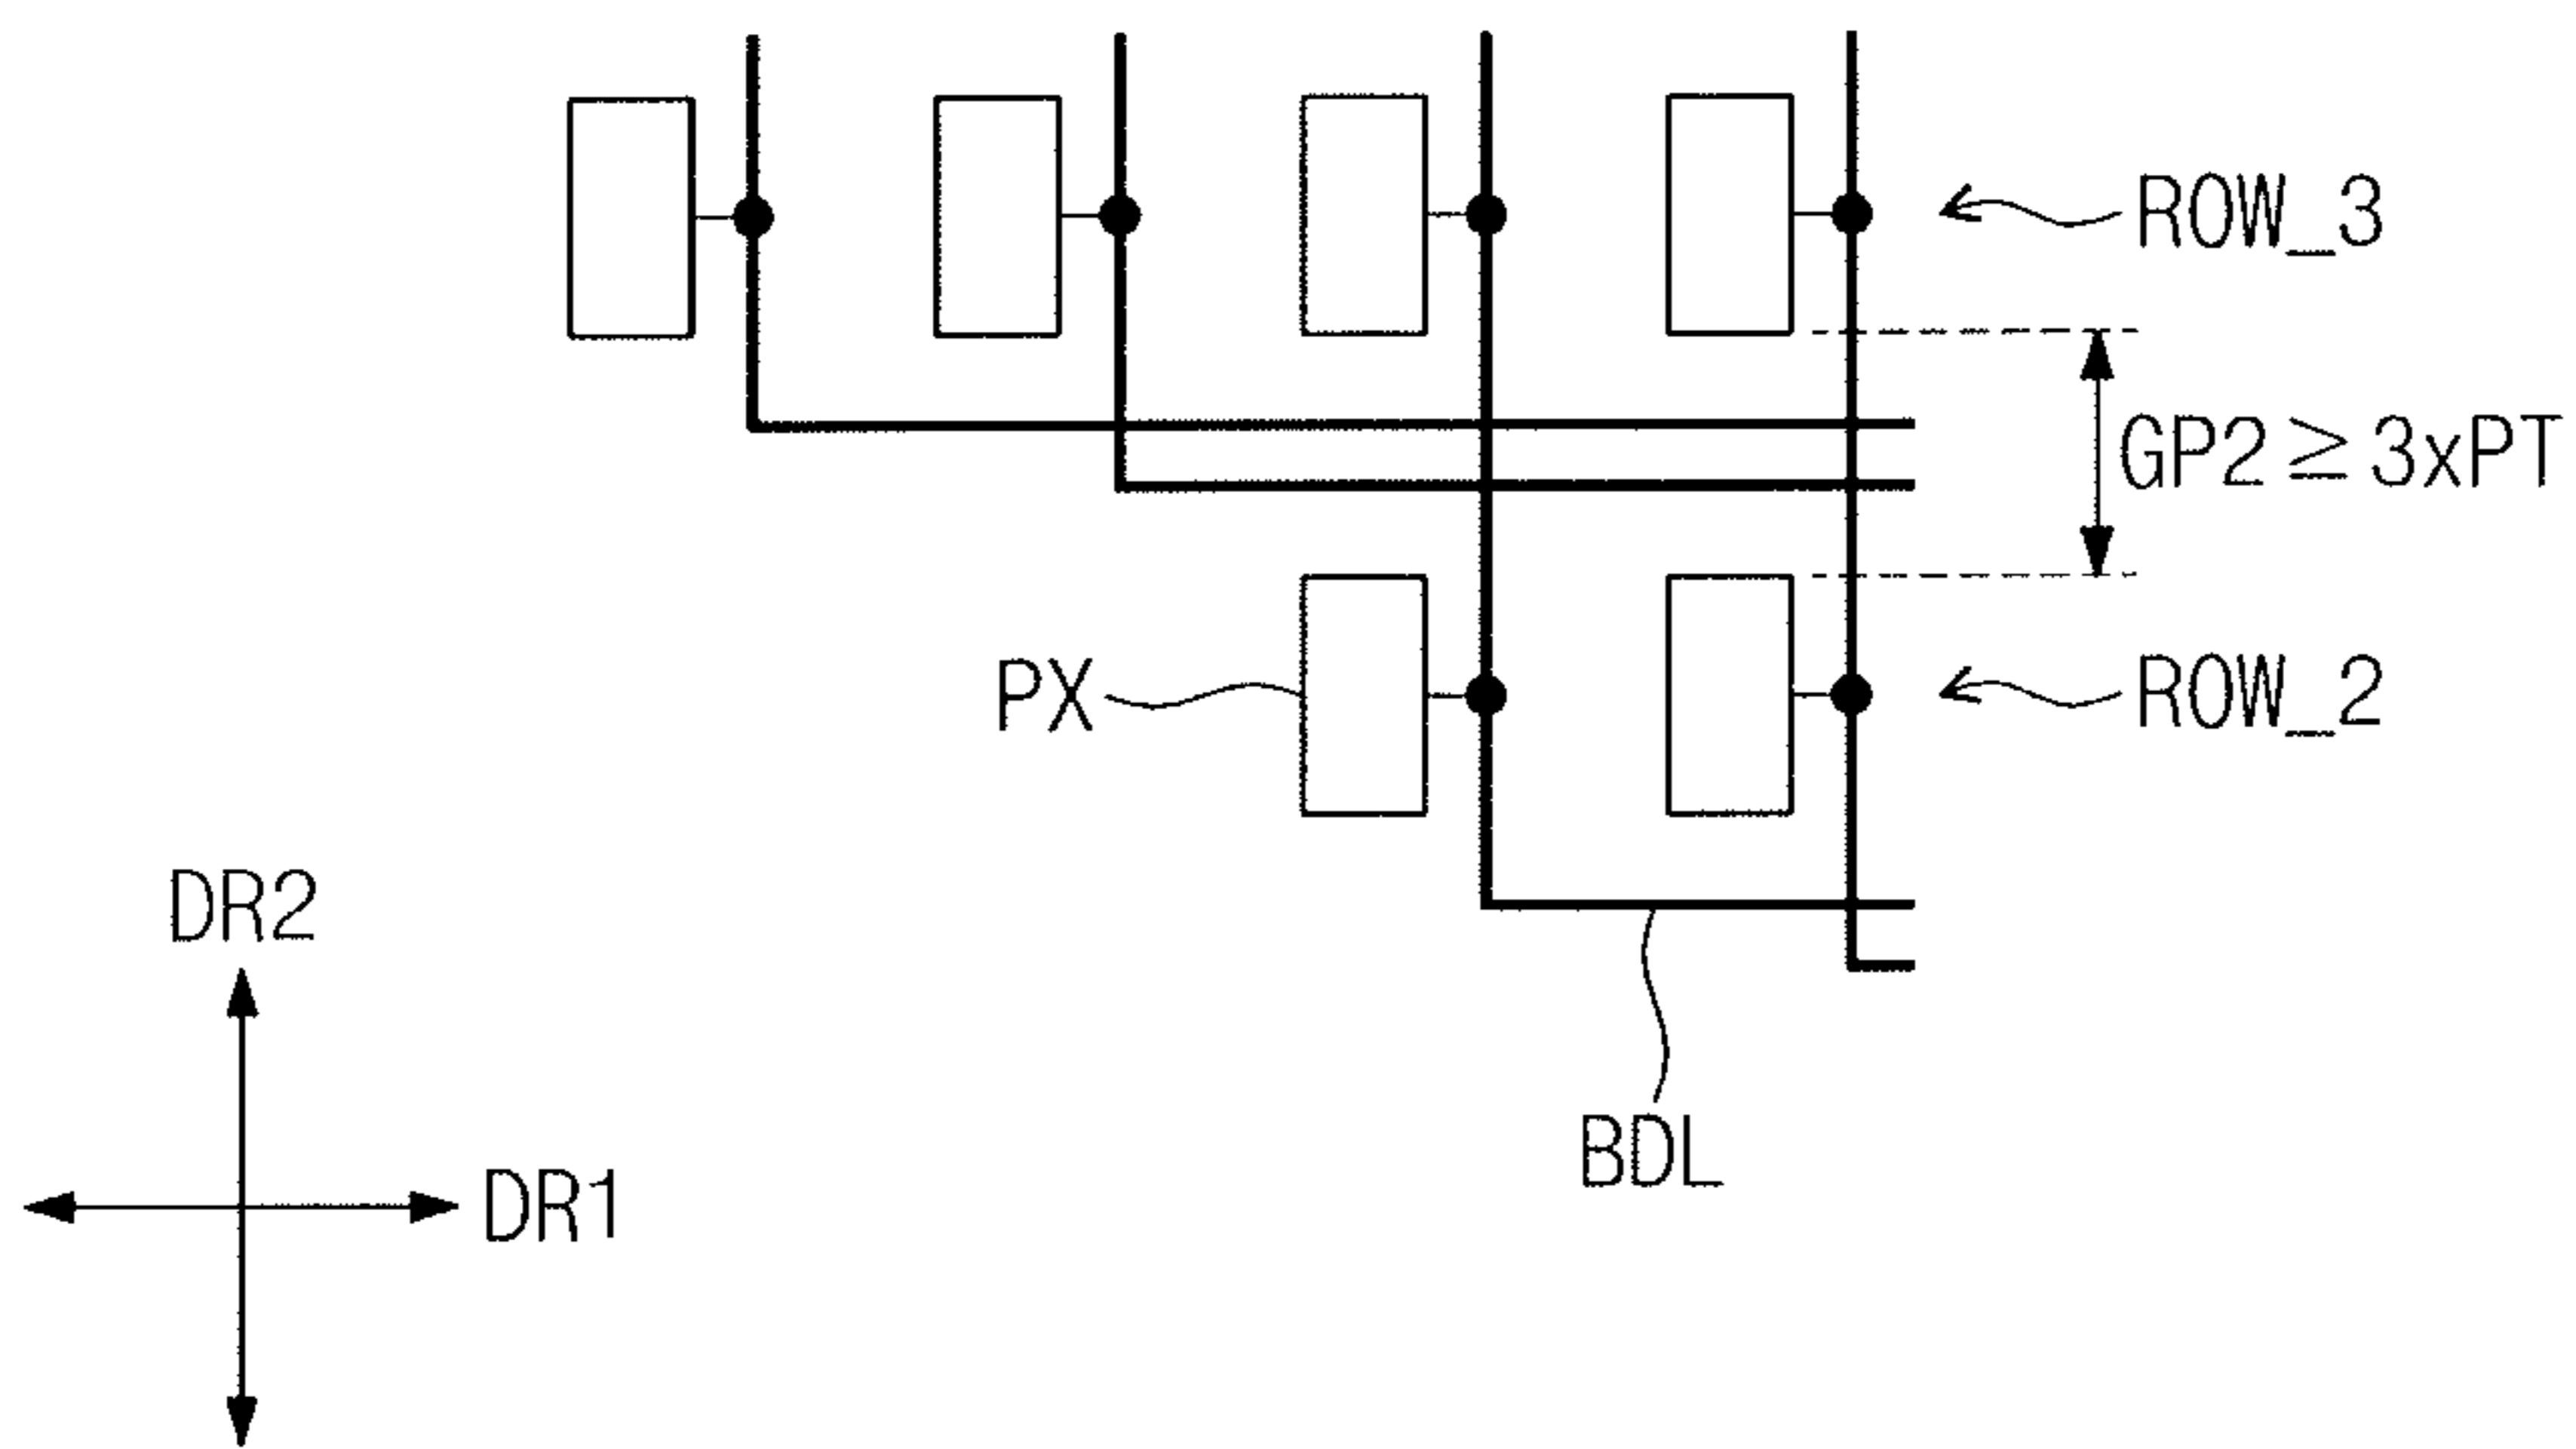 ROW_3
GP2 ≥ 3xPT
PX
ROW_2
DR2
DR1
BDL